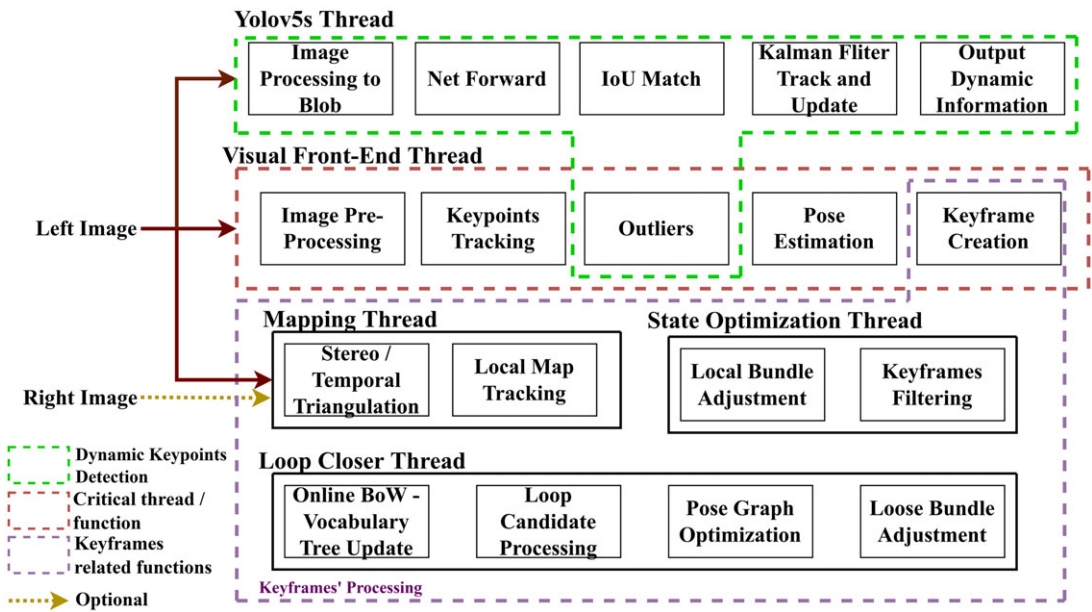 Yolov5s Thread
Image
Processing to
Blob
Net Forward
IoU Match
Kalman Fliter
Track and
Update
Output
Dynamic
Information
Visual Front-End Thread
Left Image
Image Pre-
Processing
Keypoints
Tracking
Outliers
Pose
Estimation
Keyframe
Creation
Mapping Thread
Stereo /
Temporal
Triangulation
Local Map
Tracking
State Optimization Thread
Local Bundle
Adjustment
Keyframes
Filtering
Right Image
Loop Closer Thread
Online BoW -
Vocabulary
Tree Update
Loop
Candidate
Processing
Pose Graph
Optimization
Loose Bundle
Adjustment
Keyframes' Processing
Dynamic Keypoints
Detection
Critical thread /
function
Keyframes
related functions
Optional